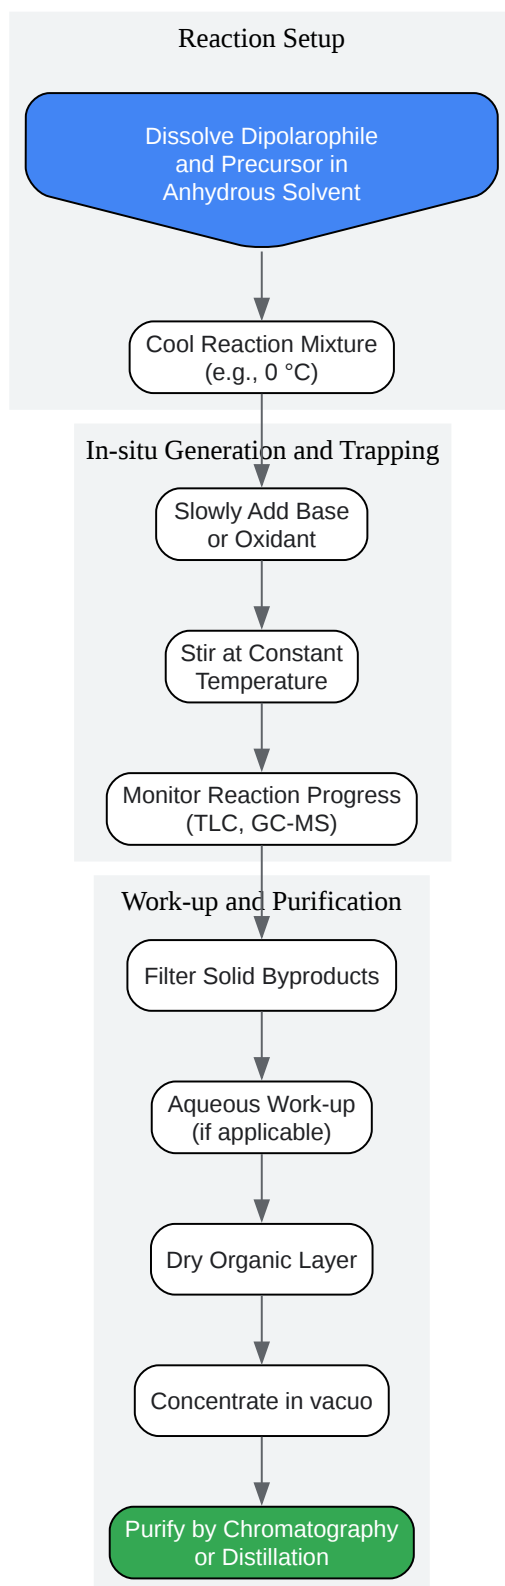 Reaction Setup
Dissolve Dipolarophile
and Precursor in
Anhydrous Solvent
Cool Reaction Mixture
(e.g., 0 °C)
In-situ Generation and Trapping
Slowly Add Base
or Oxidant
Stir at Constant
Temperature
Monitor Reaction Progress
(TLC, GC-MS)
Work-up and Purification
Filter Solid Byproducts
Aqueous Work-up
(if applicable)
Dry Organic Layer
Concentrate in vacuo
Purify by Chromatography
or Distillation